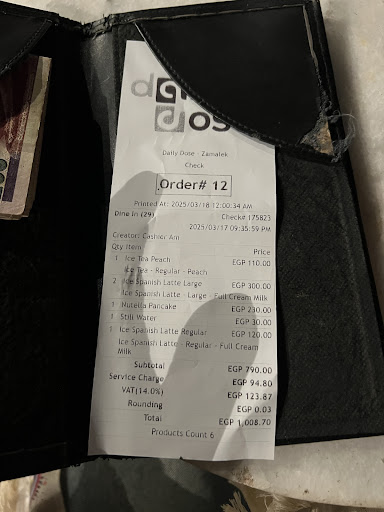 Daily Dose - Zamalek
Check
Order# 12
Printed At: 2025/03/18 12:00:34 AM
Dine In (29) Check# 175823
2025/03/17 09:35:59 PM
Creator: Cashier Ant
Qty Item Price
1 Ice Tea Peach EGP 110.00
Ice Tea - Regular - Peach
2 Ice Spanish Latte Large EGP 300.00
Ice Spanish Latte - Large - Full Cream Milk
1 Nutella Pancake EGP 230.00
1 Still Water EGP 30.00
1 Ice Spanish Latte Regular EGP 120.00
Ice Spanish Latte - Regular - Full Cream
Milk
Subtotal EGP 790.00
Service Charge EGP 94.80
VAT(14.0%) EGP 123.87
Rounding EGP 0.03
Total EGP 1,008.70
Products Count 6